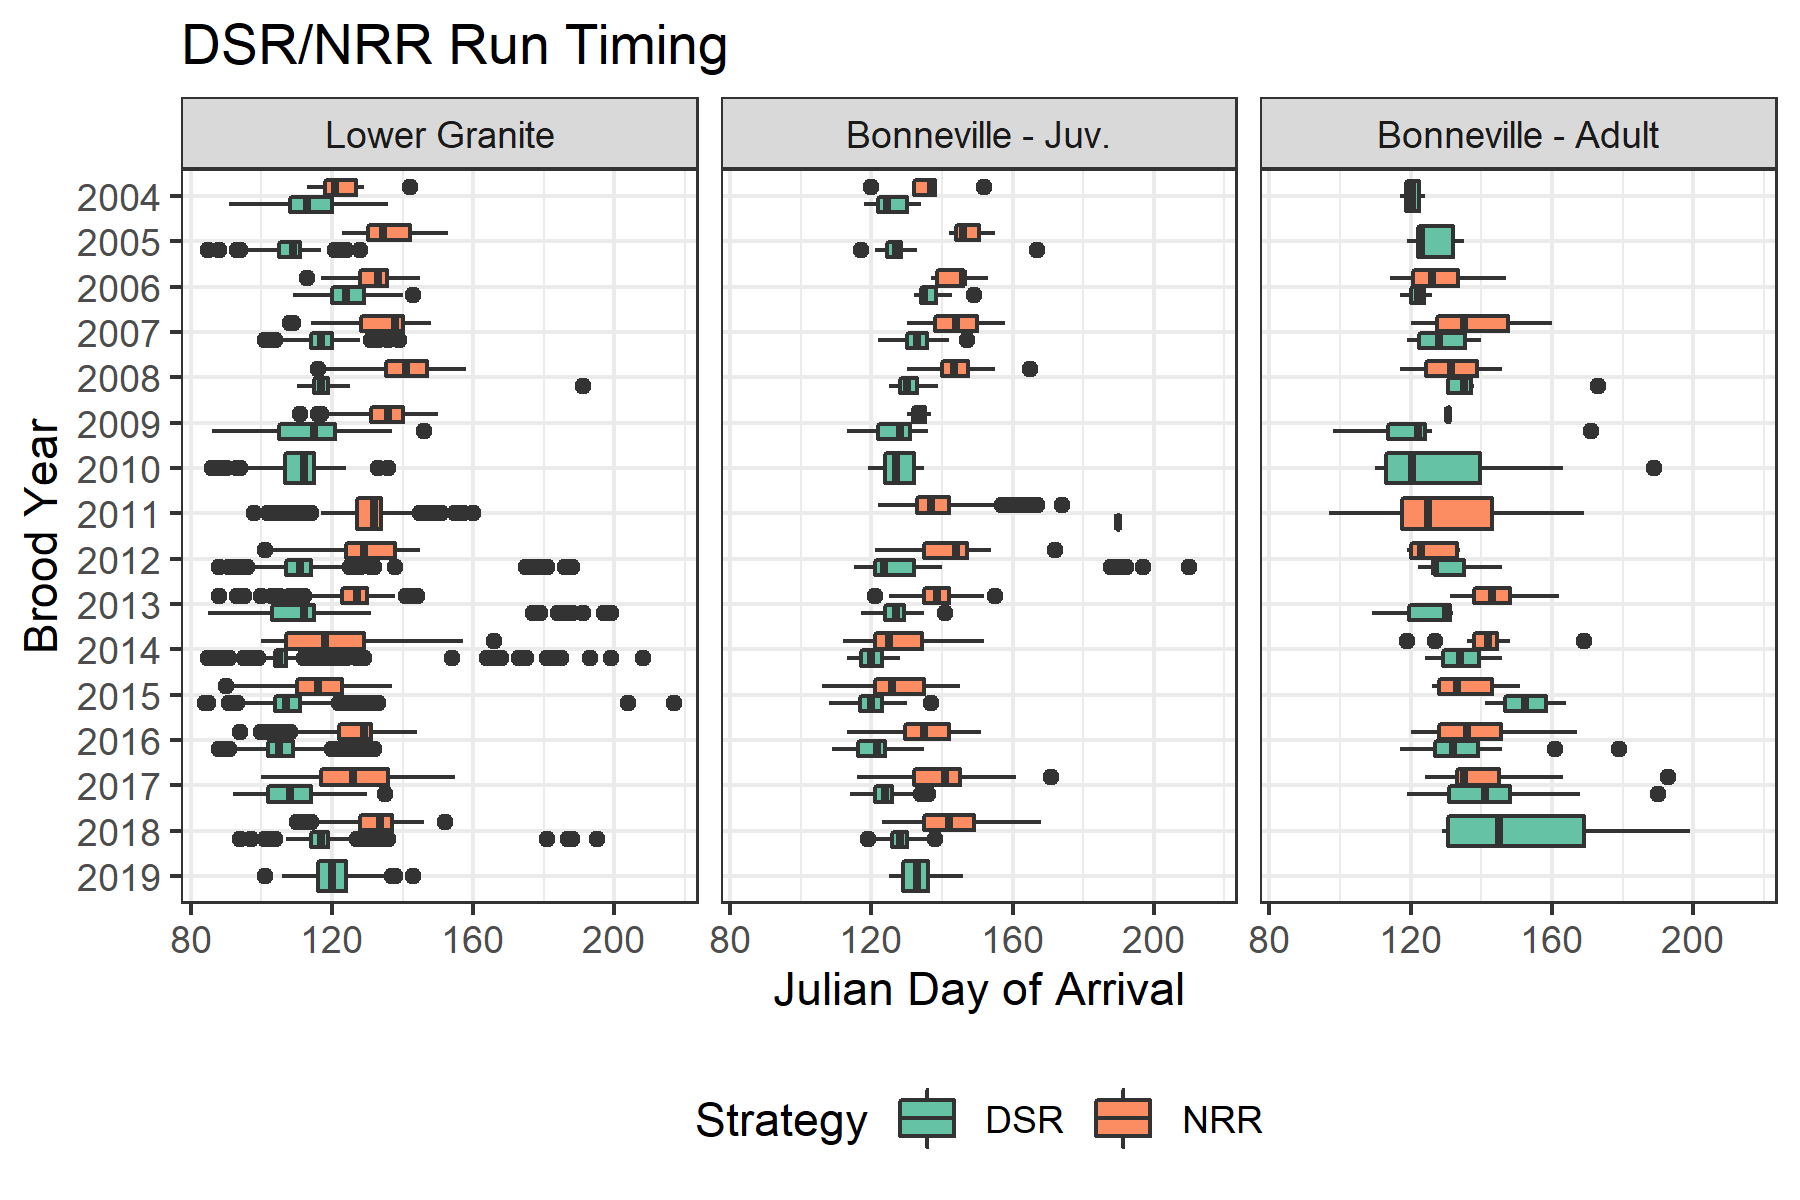 DSR/NRR Run Timing
Lower Granite
Bonneville - Juv.
Bonneville - Adult
Brood Year
2004
2005
2006
2007
2008
2009
2010
2011
2012
2013
2014
2015
2016
2017
2018
2019
80 120 160 200
80 120 160 200
80 120 160 200
Julian Day of Arrival
Strategy DSR NRR